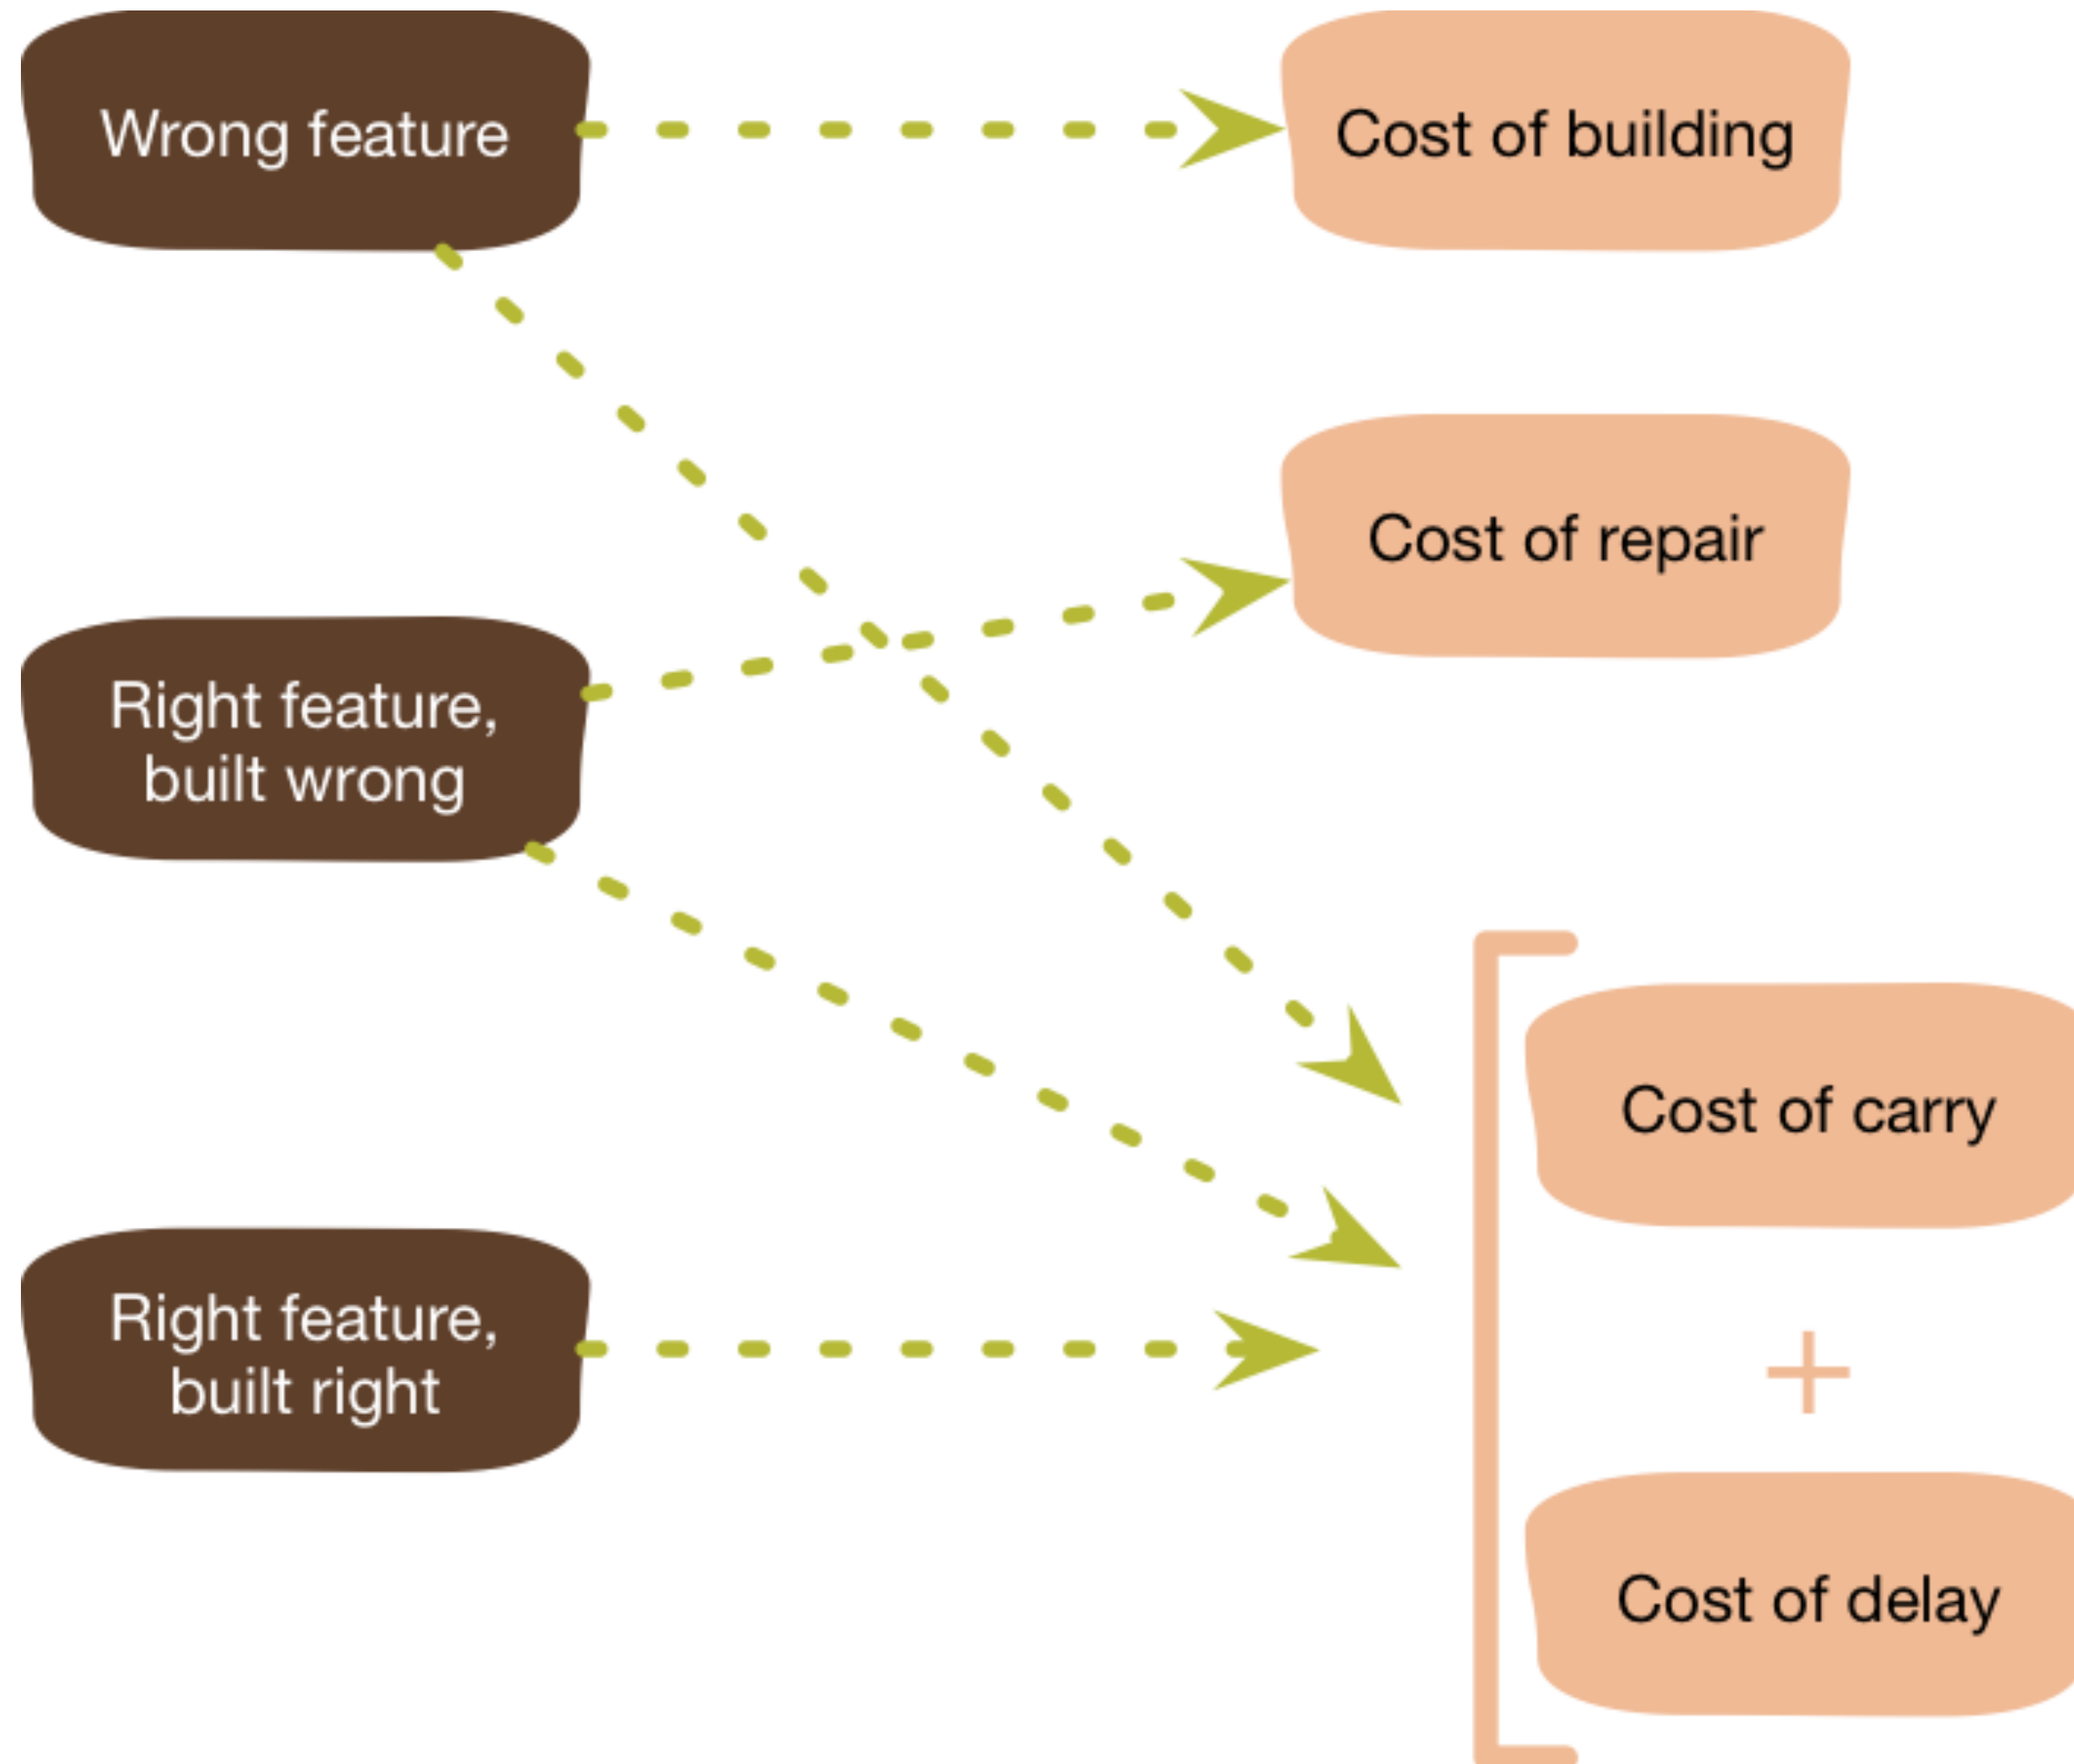 Wrong feature
Cost of building
Cost of repair
Right feature,
built wrong
Cost of carry
Right feature,
built right
+
Cost of delay